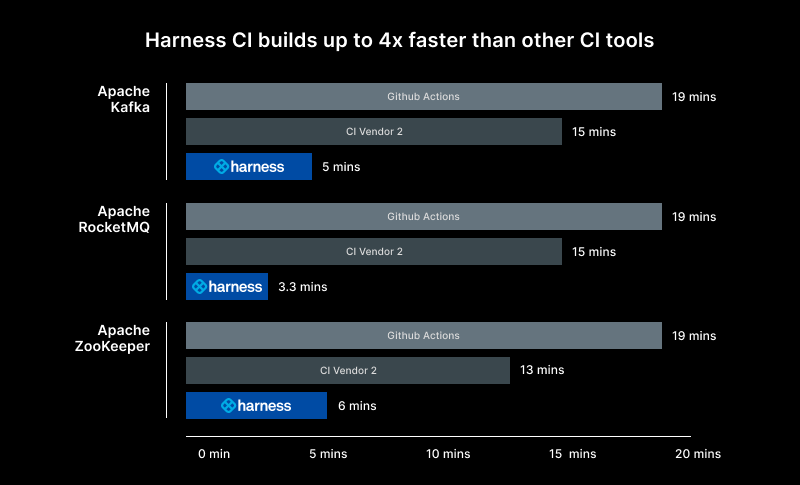 Harness CI builds up to 4x faster than other CI tools
Apache
Kafka
Github Actions
19 mins
CI Vendor 2
15 mins
harness
5 mins
Apache
RocketMQ
Github Actions
19 mins
CI Vendor 2
15 mins
harness
3.3 mins
Apache
ZooKeeper
Github Actions
19 mins
CI Vendor 2
13 mins
harness
6 mins
0 min
5 mins
10 mins
15 mins
20 mins